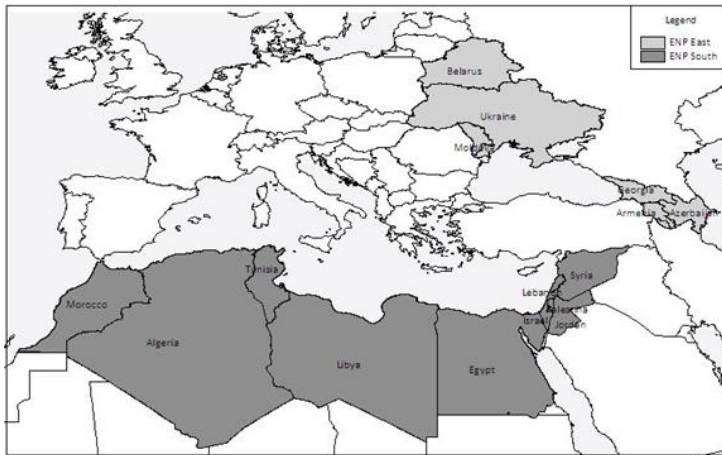 Legend
ENP East
ENP South
Belarus
Ukraine
Moldova
Georgia
Armenia
Azerbaijan
Tunisia
Syria
Lebanon
Morocco
Palestina
Israel
Jordan
Algeria
Libya
Egypt